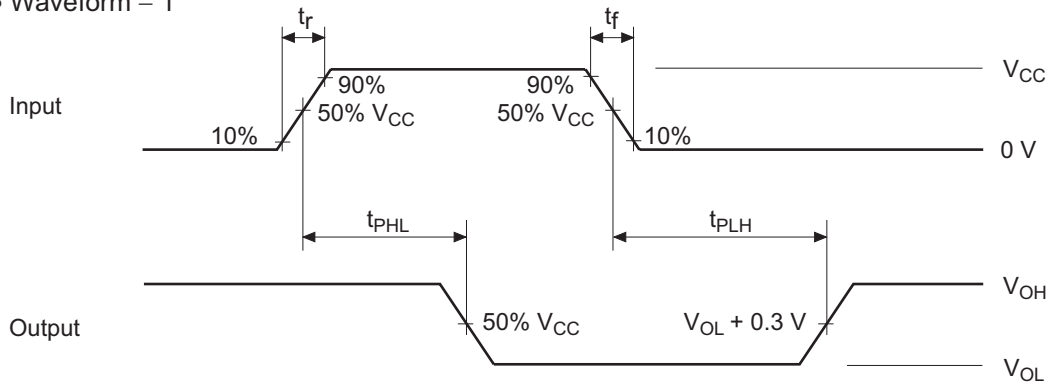 Waveform – 1
tr tf
90% 90% VCC
Input 50% VCC 50% VCC
10% 10% 0 V
tPHL tPLH
VOH
Output 50% VCC VOL + 0.3 V
VOL